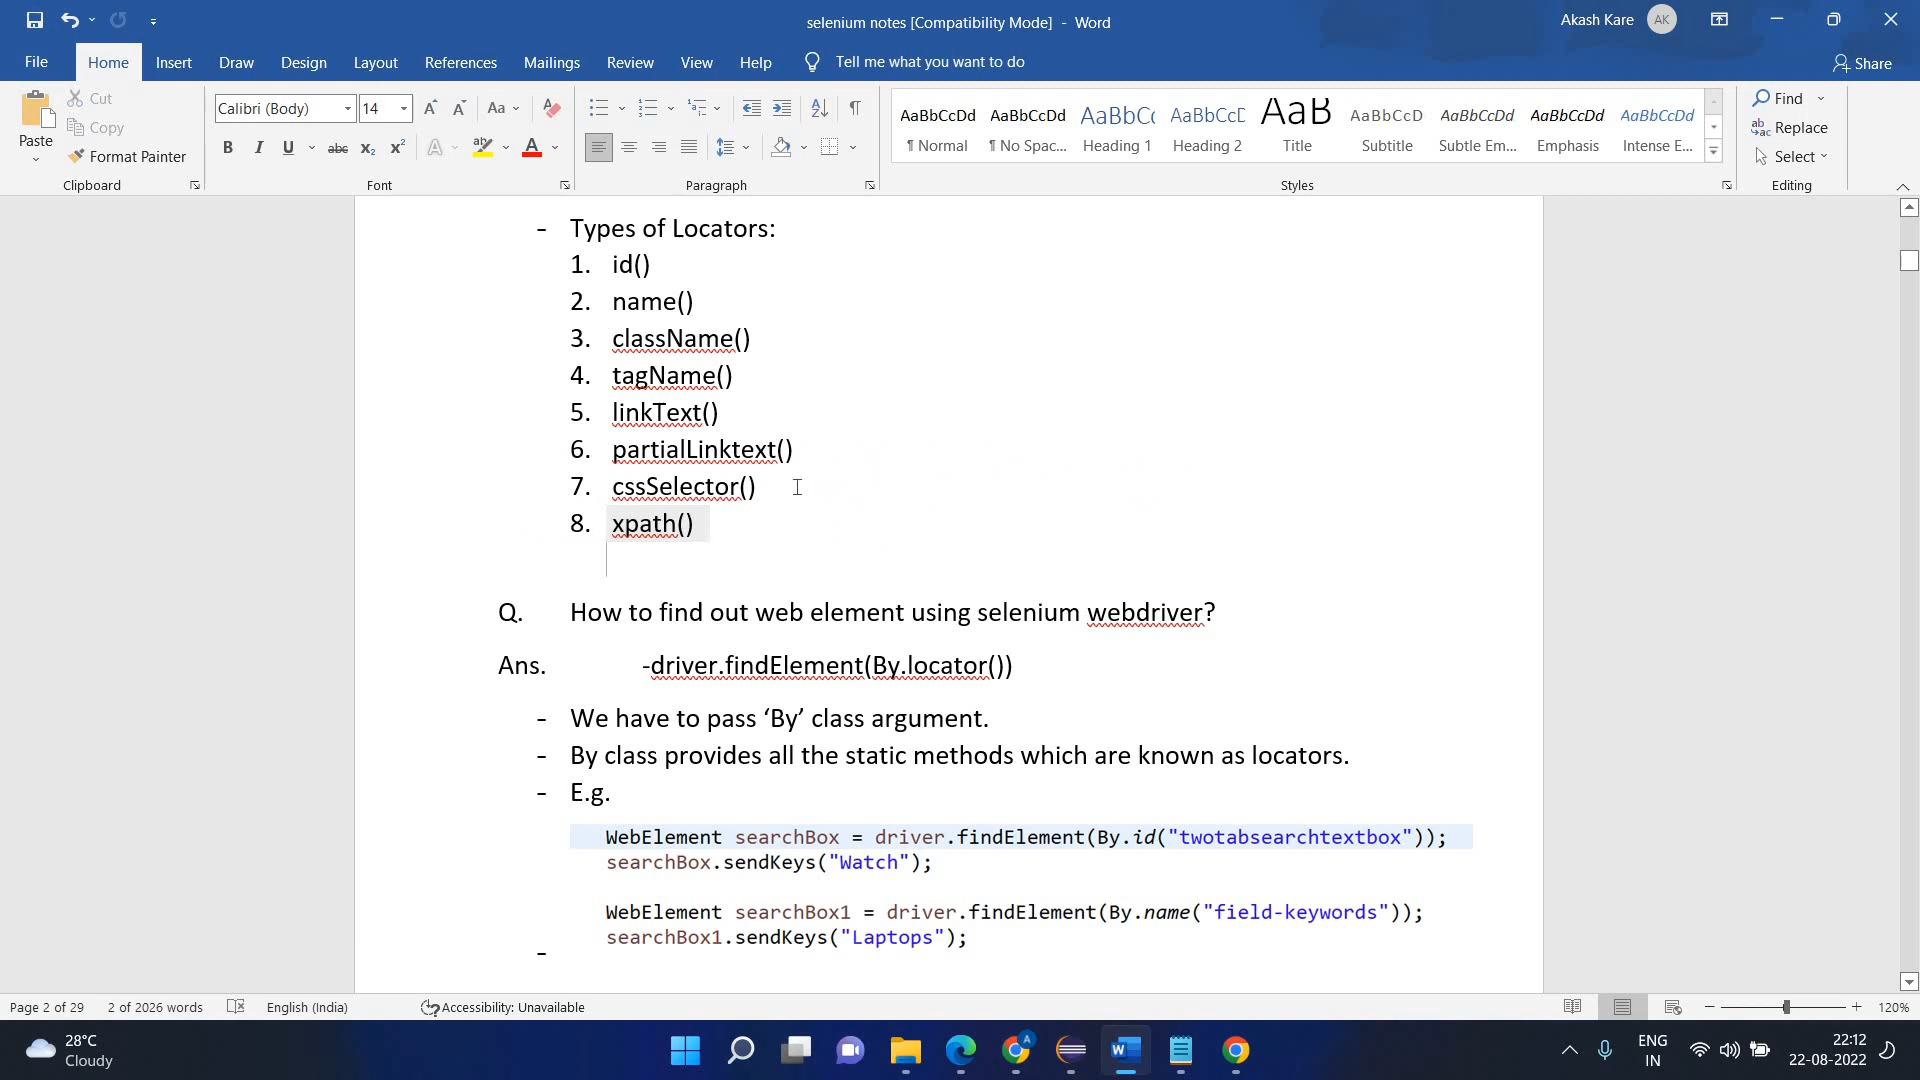 selenium notes [Compatibility Mode] - Word
Akash Kare AK
File Home Insert Draw Design Layout References Mailings Review View Help Tell me what you want to do Share
Paste
Cut
Copy
Format Painter
Clipboard
Calibri (Body) 14
Font
Paragraph
AaBbCcDd AaBbCcDd AaBbCc AaBbCcD AaB AaBbCcD AaBbCcDd AaBbCcDd AaBbCcDd
¶ Normal ¶ No Spac... Heading 1 Heading 2 Title Subtitle Subtle Em... Emphasis Intense E...
Styles
Find
Replace
Select
Editing
- Types of Locators:
1. id()
2. name()
3. className()
4. tagName()
5. linkText()
6. partialLinktext()
7. cssSelector()
8. xpath()
Q. How to find out web element using selenium webdriver?
Ans. -driver.findElement(By.locator())
- We have to pass ‘By’ class argument.
- By class provides all the static methods which are known as locators.
- E.g.
WebElement searchBox = driver.findElement(By.id("twotabsearchtextbox"));
searchBox.sendKeys("Watch");
WebElement searchBox1 = driver.findElement(By.name("field-keywords"));
searchBox1.sendKeys("Laptops");
-
Page 2 of 29 2 of 2026 words English (India) Accessibility: Unavailable 120%
28°C
Cloudy
ENG
IN
22:12
22-08-2022